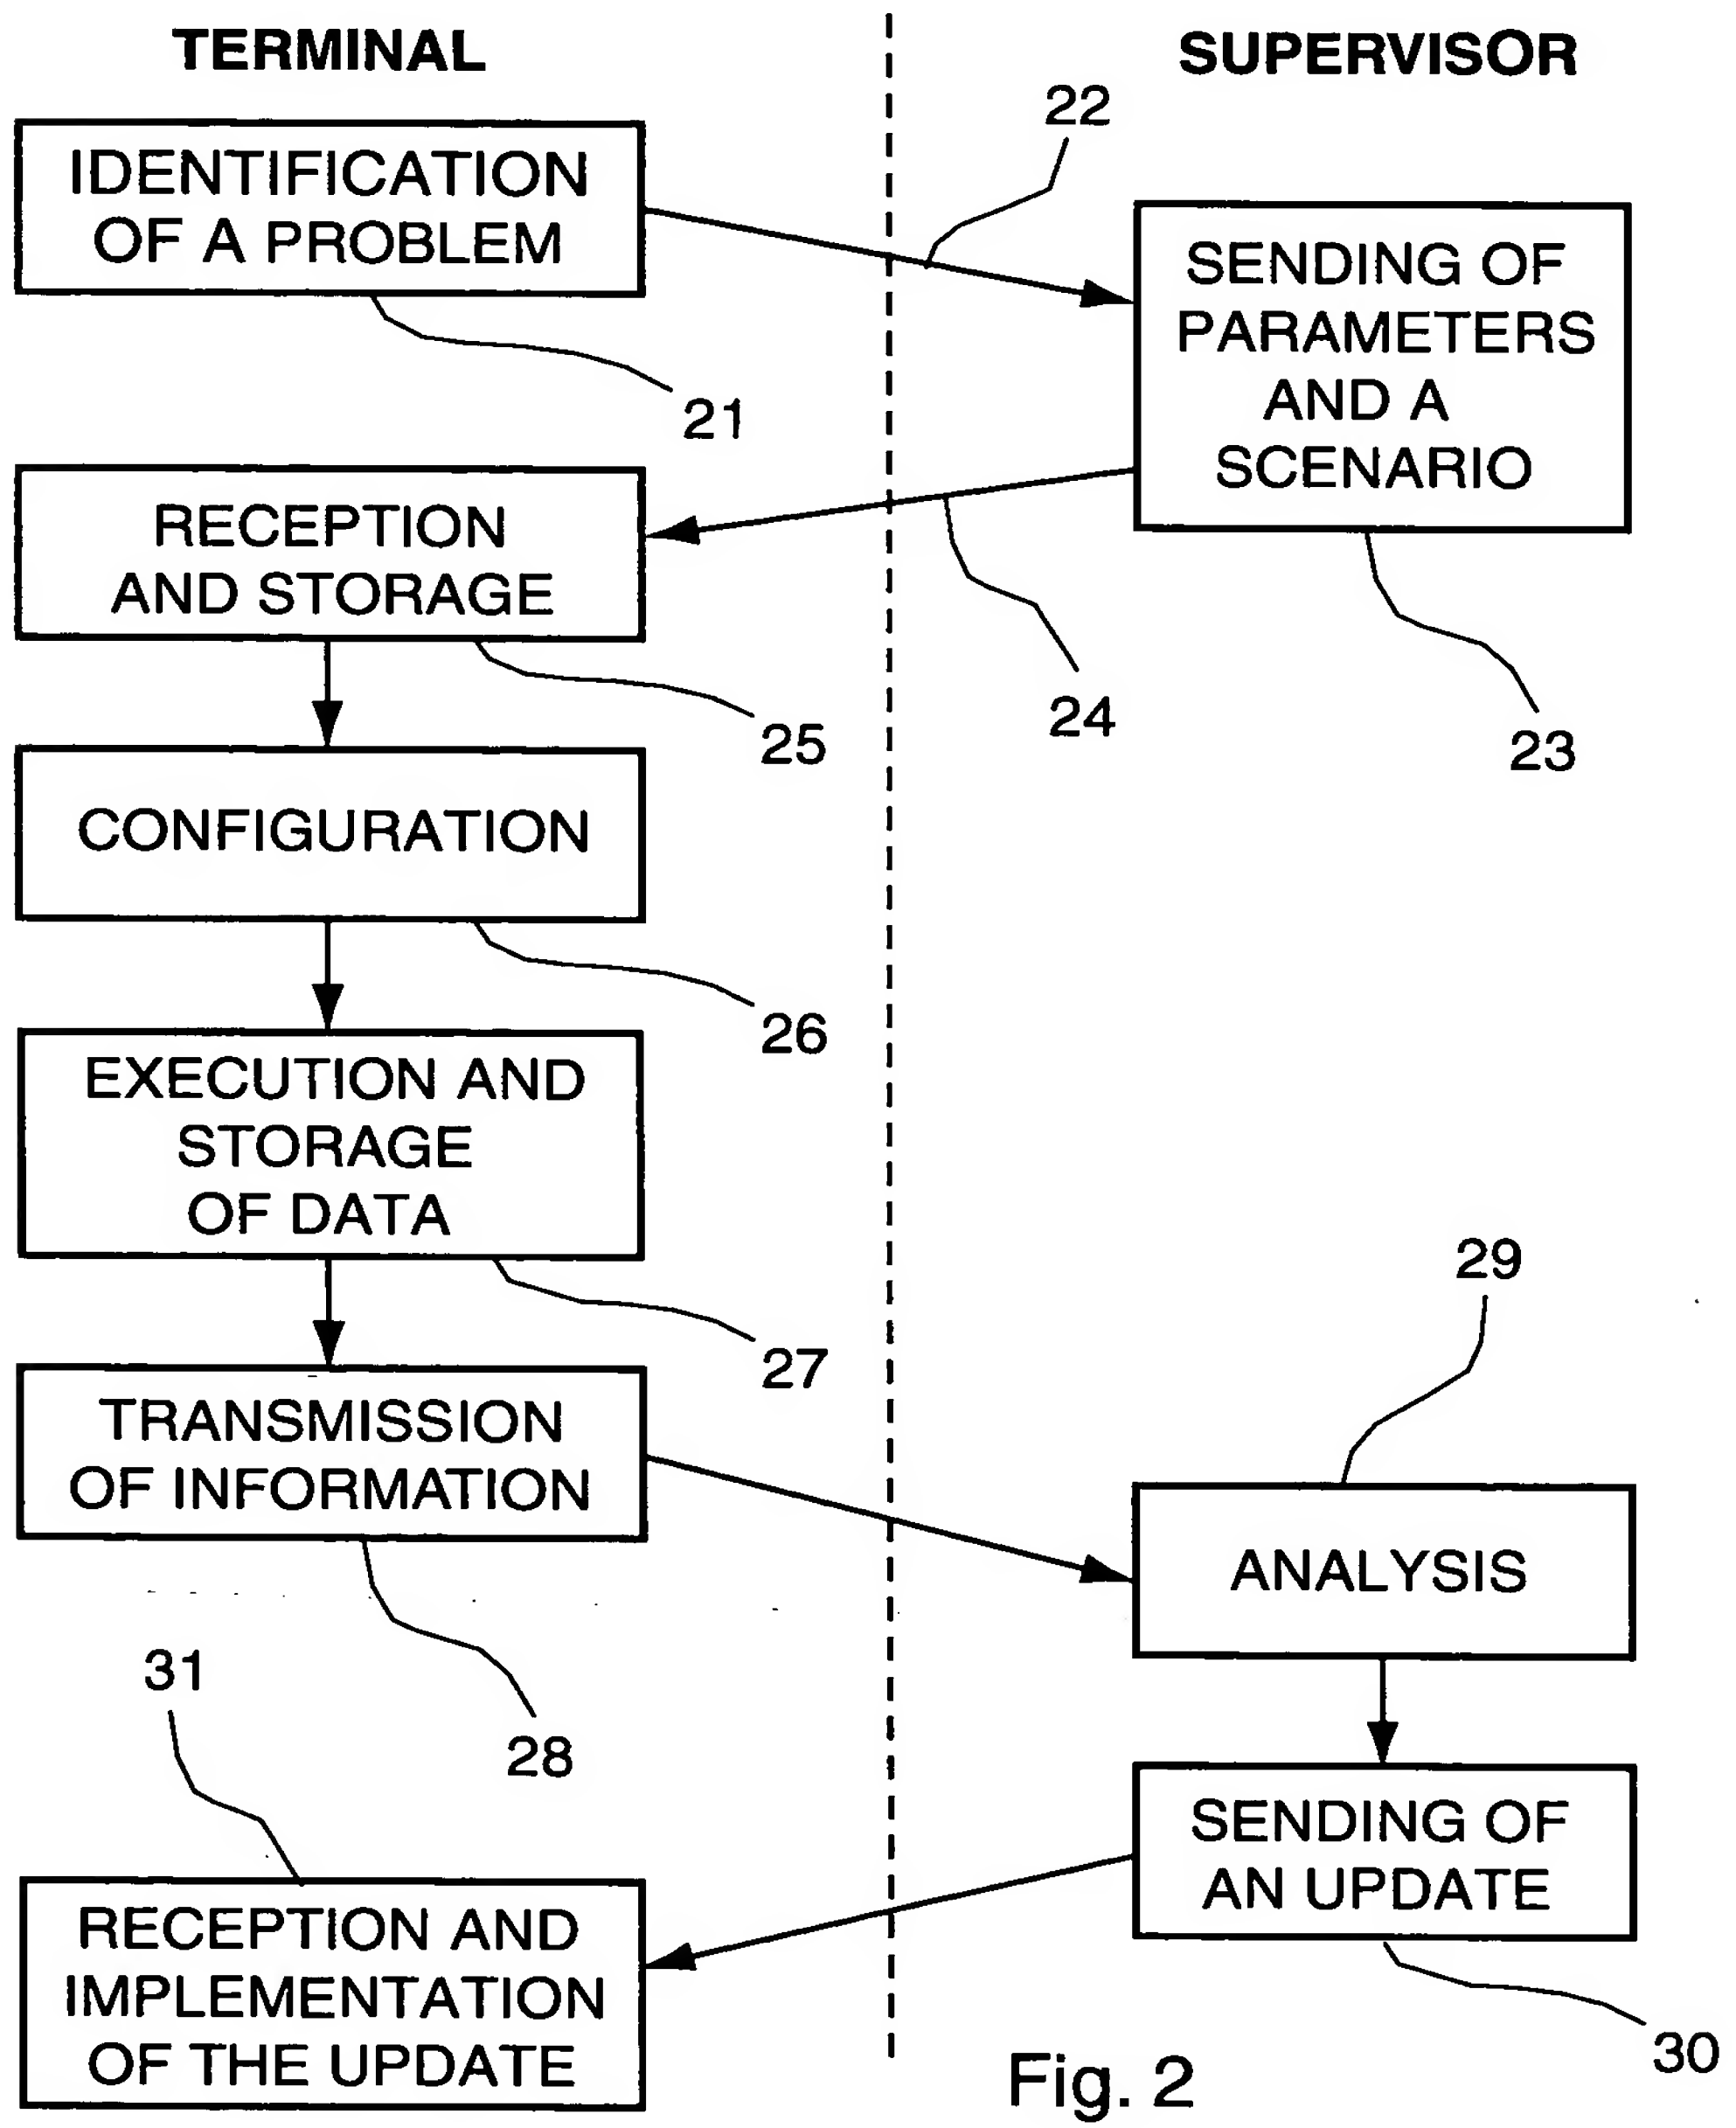 TERMINAL
SUPERVISOR
22
IDENTIFICATION
OF A PROBLEM
21
SENDING OF
PARAMETERS
AND A
SCENARIO
23
24
RECEPTION
AND STORAGE
25
CONFIGURATION
26
EXECUTION AND
STORAGE
OF DATA
27
TRANSMISSION
OF INFORMATION
28
29
ANALYSIS
SENDING OF
AN UPDATE
30
31
RECEPTION AND
IMPLEMENTATION
OF THE UPDATE
Fig. 2